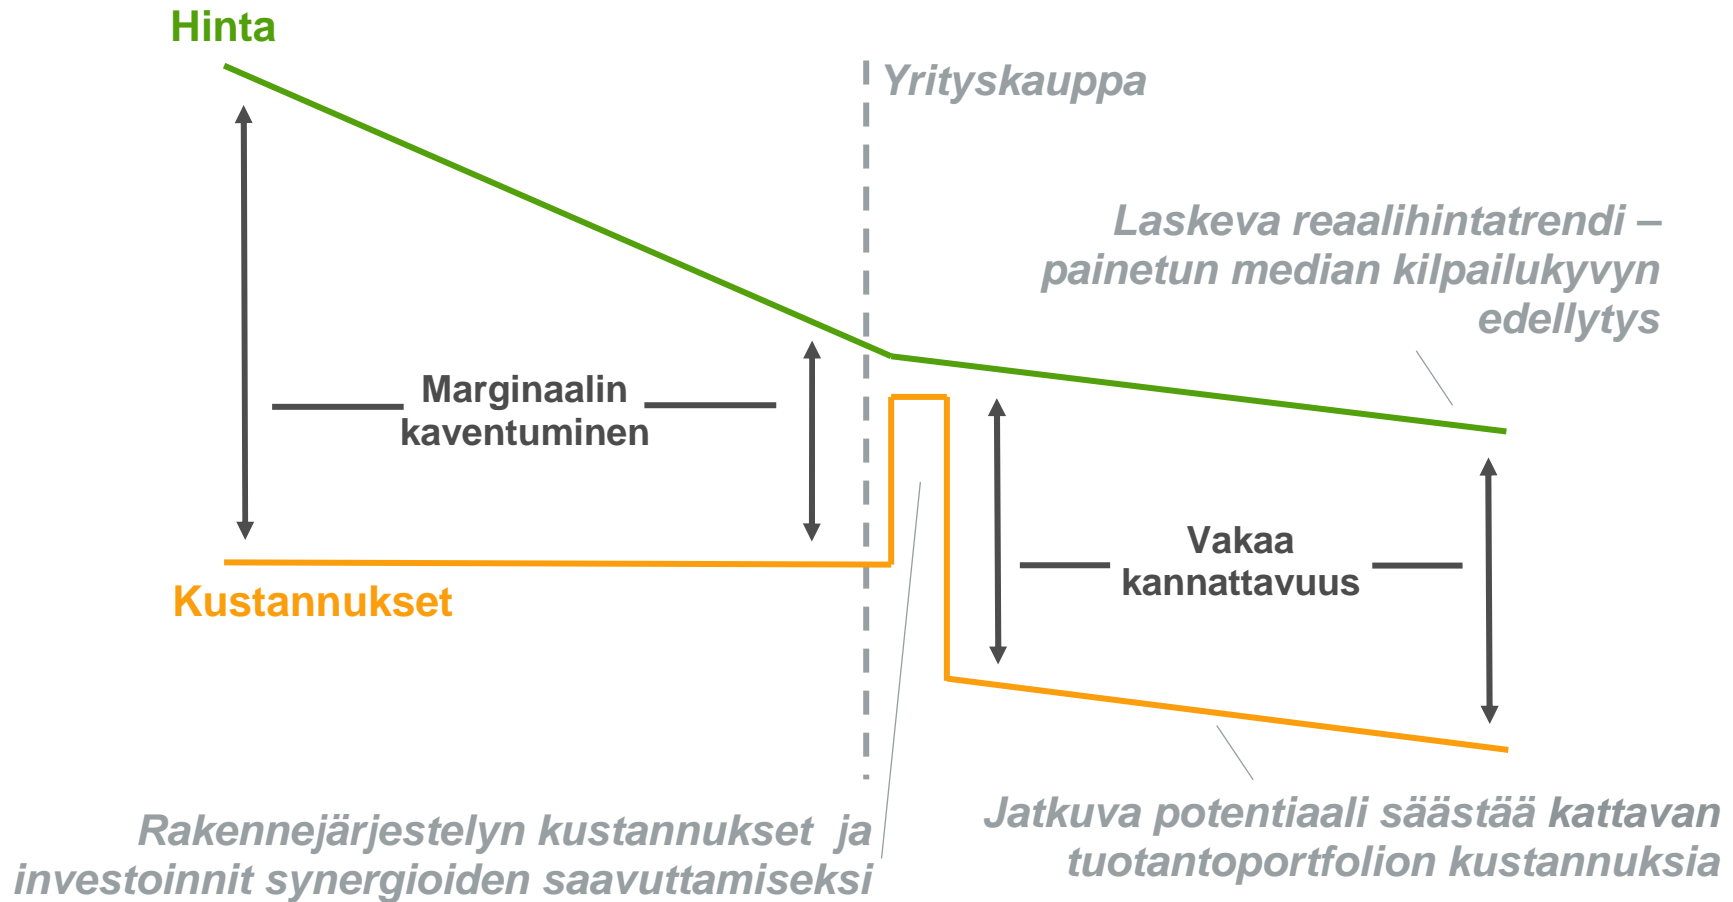 Hinta
Yrityskauppa
Laskeva reaalihintatrendi –
painetun median kilpailukyvyn
edellytys
Marginaalin
kaventuminen
Vakaa
kannattavuus
Kustannukset
Rakennejärjestelyn kustannukset ja
investoinnit synergioiden saavuttamiseksi
Jatkuva potentiaali säästää kattavan
tuotantoportfolion kustannuksia